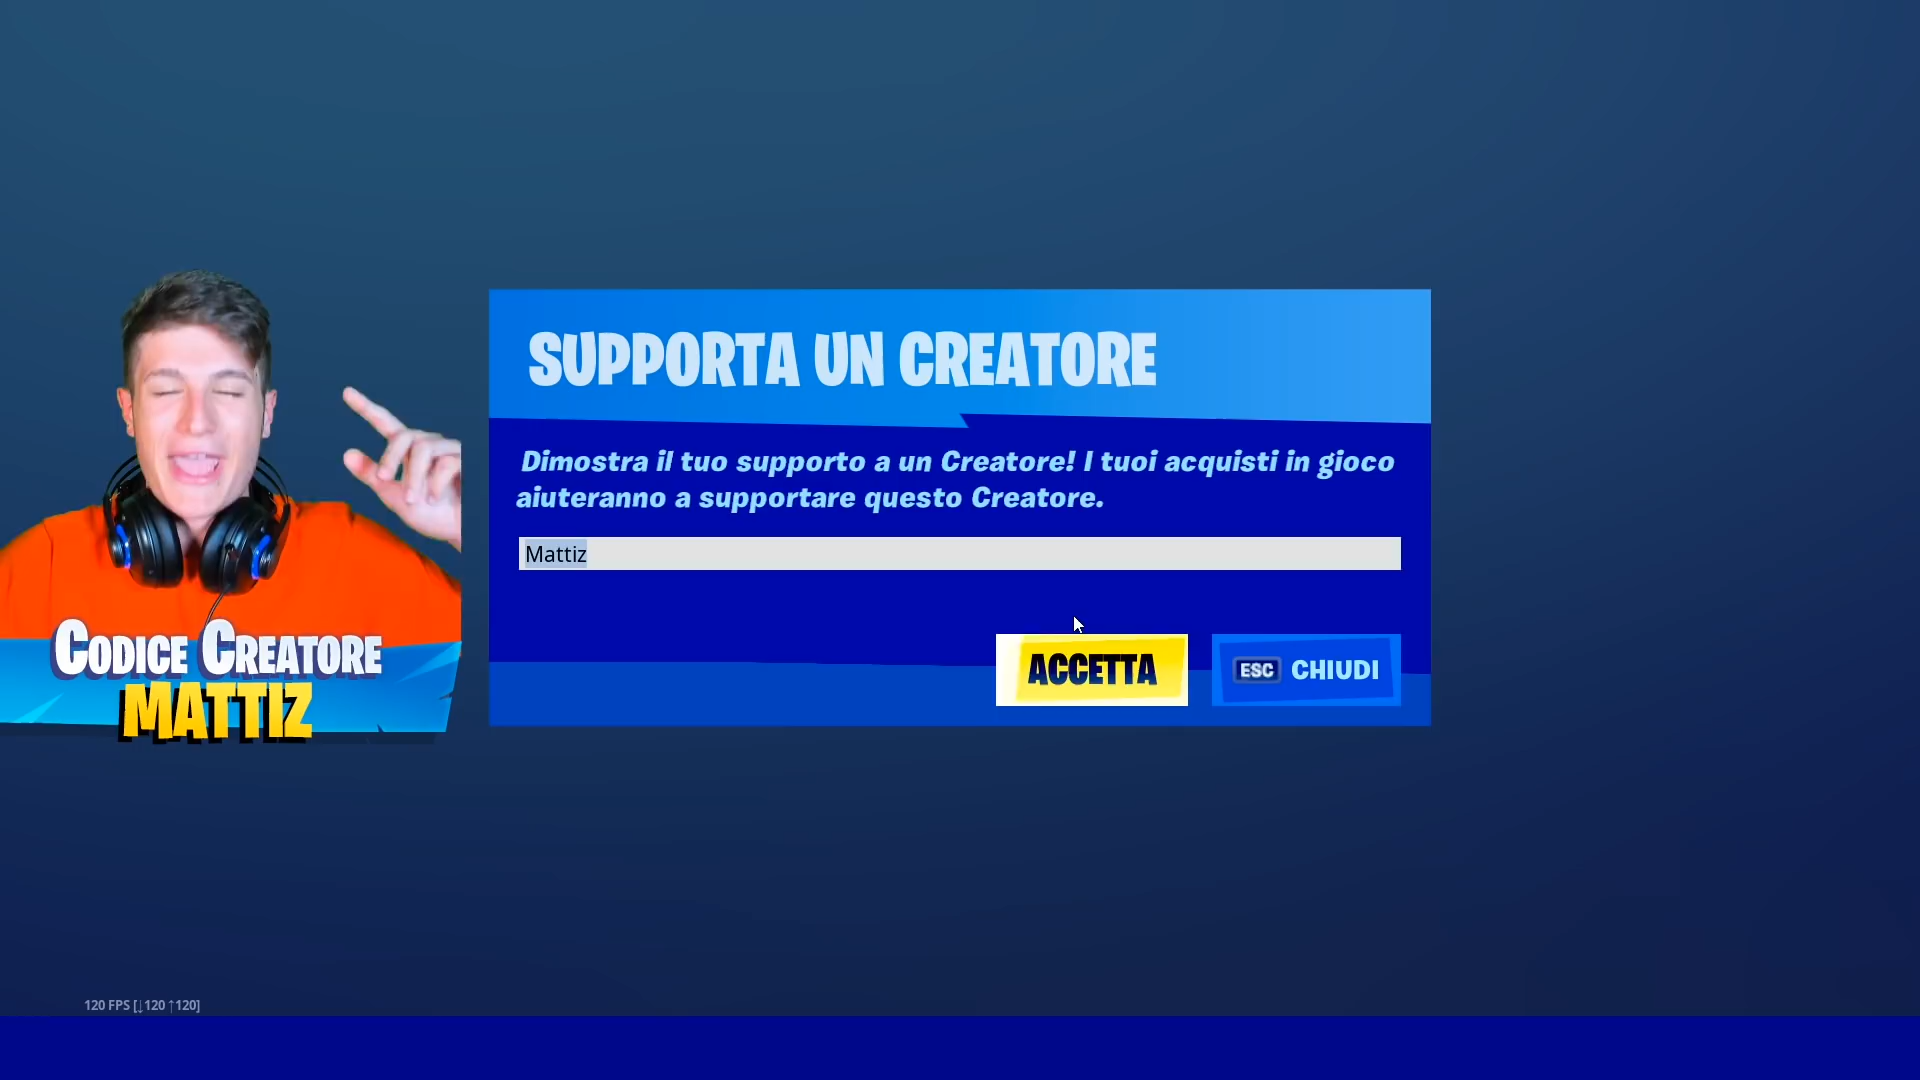 SUPPORTA UN CREATORE
Dimostra il tuo supporto a un Creatore! I tuoi acquisti in gioco
aiuteranno a supportare questo Creatore.
Mattiz
ACCETTA
ESC CHIUDI
CODICE CREATORE
MATTIZ
120 FPS [↓120 ↑120]